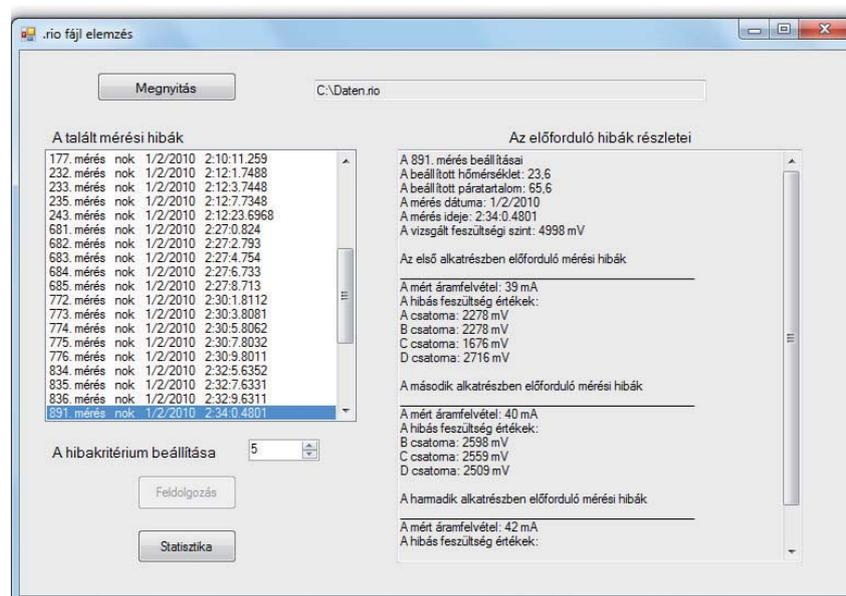 .rio fájl elemzés
Megnyitás
C:\Daten.rio
A talált mérési hibák
177. mérés nok 1/2/2010 2:10:11.259
232. mérés nok 1/2/2010 2:12:1.7488
233. mérés nok 1/2/2010 2:12:3.7448
235. mérés nok 1/2/2010 2:12:7.7348
243. mérés nok 1/2/2010 2:12:23.6968
681. mérés nok 1/2/2010 2:27:0.824
682. mérés nok 1/2/2010 2:27:2.793
683. mérés nok 1/2/2010 2:27:4.754
684. mérés nok 1/2/2010 2:27:6.733
685. mérés nok 1/2/2010 2:27:8.713
772. mérés nok 1/2/2010 2:30:1.8112
773. mérés nok 1/2/2010 2:30:3.8081
774. mérés nok 1/2/2010 2:30:5.8062
775. mérés nok 1/2/2010 2:30:7.8032
776. mérés nok 1/2/2010 2:30:9.8011
834. mérés nok 1/2/2010 2:32:5.6352
835. mérés nok 1/2/2010 2:32:7.6331
836. mérés nok 1/2/2010 2:32:9.6311
891. mérés nok 1/2/2010 2:34:0.4801
A hibakritérium beállítása 5
Feldolgozás
Statisztika
Az előforduló hibák részletei
A 891. mérés beállításai
A beállított hőmérséklet: 23,6
A beállított páratartalom: 65,6
A mérés dátuma: 1/2/2010
A mérés ideje: 2:34:0.4801
A vizsgált feszültségi szint: 4998 mV
Az első alkatrészben előforduló mérési hibák
A mért áramfelvétel: 39 mA
A hibás feszültség értékek:
A csatorna: 2278 mV
B csatorna: 2278 mV
C csatorna: 1676 mV
D csatorna: 2716 mV
A második alkatrészben előforduló mérési hibák
A mért áramfelvétel: 40 mA
A hibás feszültség értékek:
B csatorna: 2598 mV
C csatorna: 2559 mV
D csatorna: 2509 mV
A harmadik alkatrészben előforduló mérési hibák
A mért áramfelvétel: 42 mA
A hibás feszültség értékek: